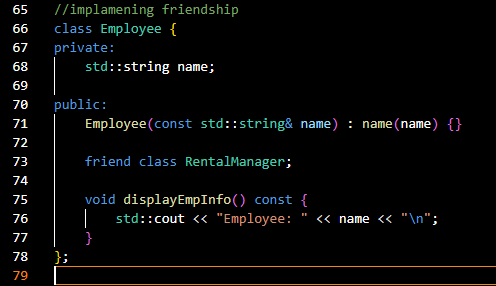 65 //implamening friendship
66 class Employee {
67 private:
68     std::string name;
69
70 public:
71     Employee(const std::string& name) : name(name) {}
72
73     friend class RentalManager;
74
75     void displayEmpInfo() const {
76         std::cout << "Employee: " << name << "\n";
77     }
78 };
79